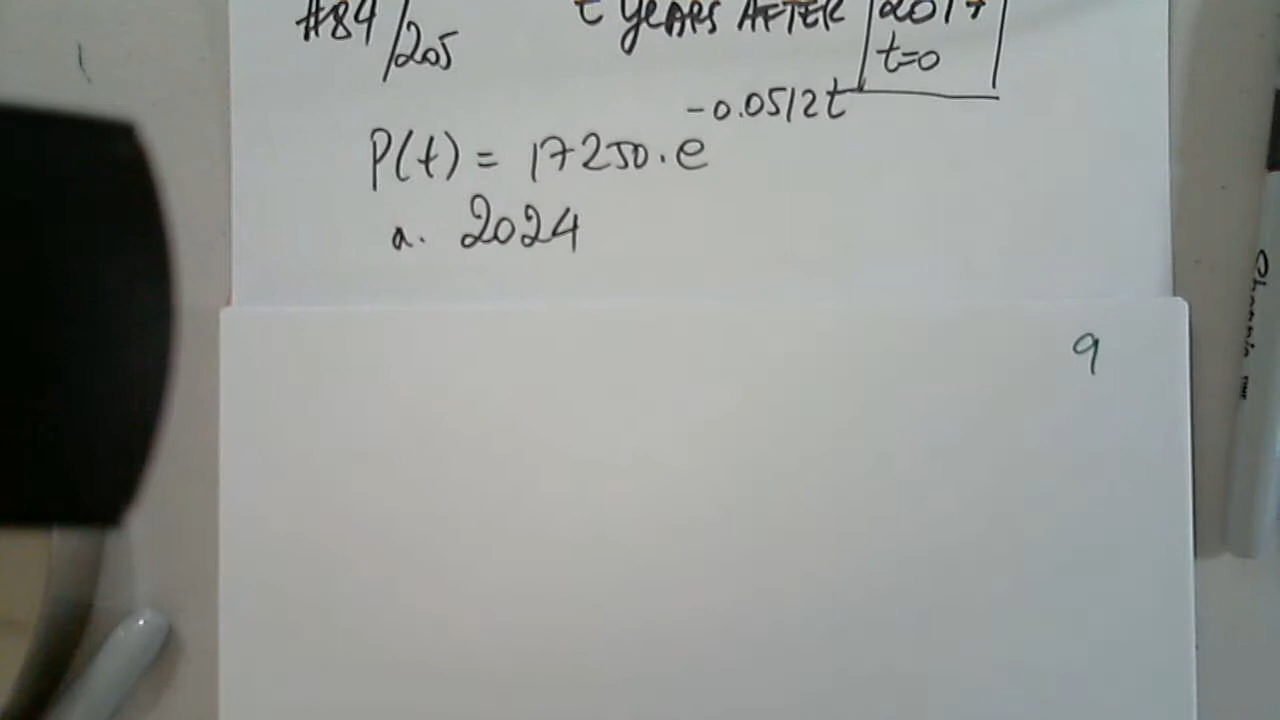 #84/205
t YEARS AFTER 2017
t=0
P(t) = 17250.e^-0.0512t
a. 2024
9